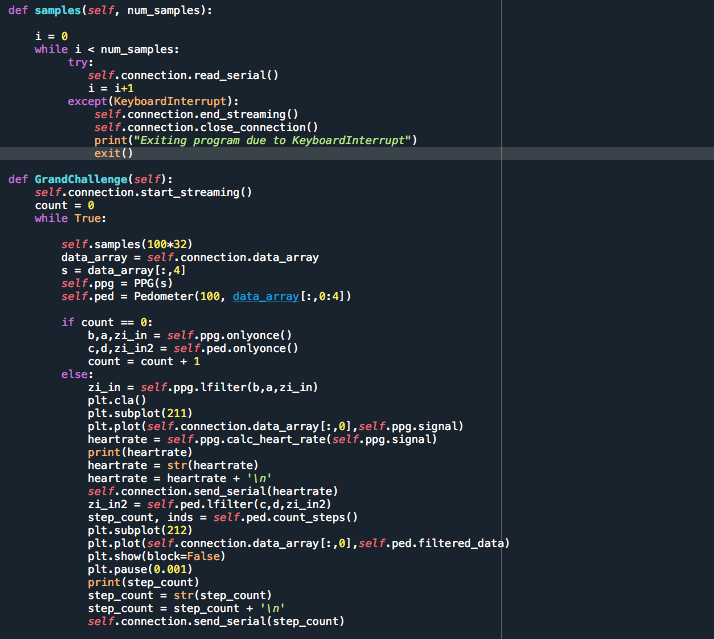 def samples(self, num_samples):
i = 0
while i < num_samples:
try:
self.connection.read_serial()
i = i+1
except(KeyboardInterrupt):
self.connection.end_streaming()
self.connection.close_connection()
print("Exiting program due to KeyboardInterrupt")
exit()
def GrandChallenge(self):
self.connection.start_streaming()
count = 0
while True:
self.samples(100*32)
data_array = self.connection.data_array
s = data_array[:,4]
self.ppg = PPG(s)
self.ped = Pedometer(100, data_array[:,0:4])
if count == 0:
b,a,zi_in = self.ppg.onlyonce()
c,d,zi_in2 = self.ped.onlyonce()
count = count + 1
else:
zi_in = self.ppg.lfilter(b,a,zi_in)
plt.cla()
plt.subplot(211)
plt.plot(self.connection.data_array[:,0],self.ppg.signal)
heartrate = self.ppg.calc_heart_rate(self.ppg.signal)
print(heartrate)
heartrate = str(heartrate)
heartrate = heartrate + '\n'
self.connection.send_serial(heartrate)
zi_in2 = self.ped.lfilter(c,d,zi_in2)
step_count, inds = self.ped.count_steps()
plt.subplot(212)
plt.plot(self.connection.data_array[:,0],self.ped.filtered_data)
plt.show(block=False)
plt.pause(0.001)
print(step_count)
step_count = str(step_count)
step_count = step_count + '\n'
self.connection.send_serial(step_count)